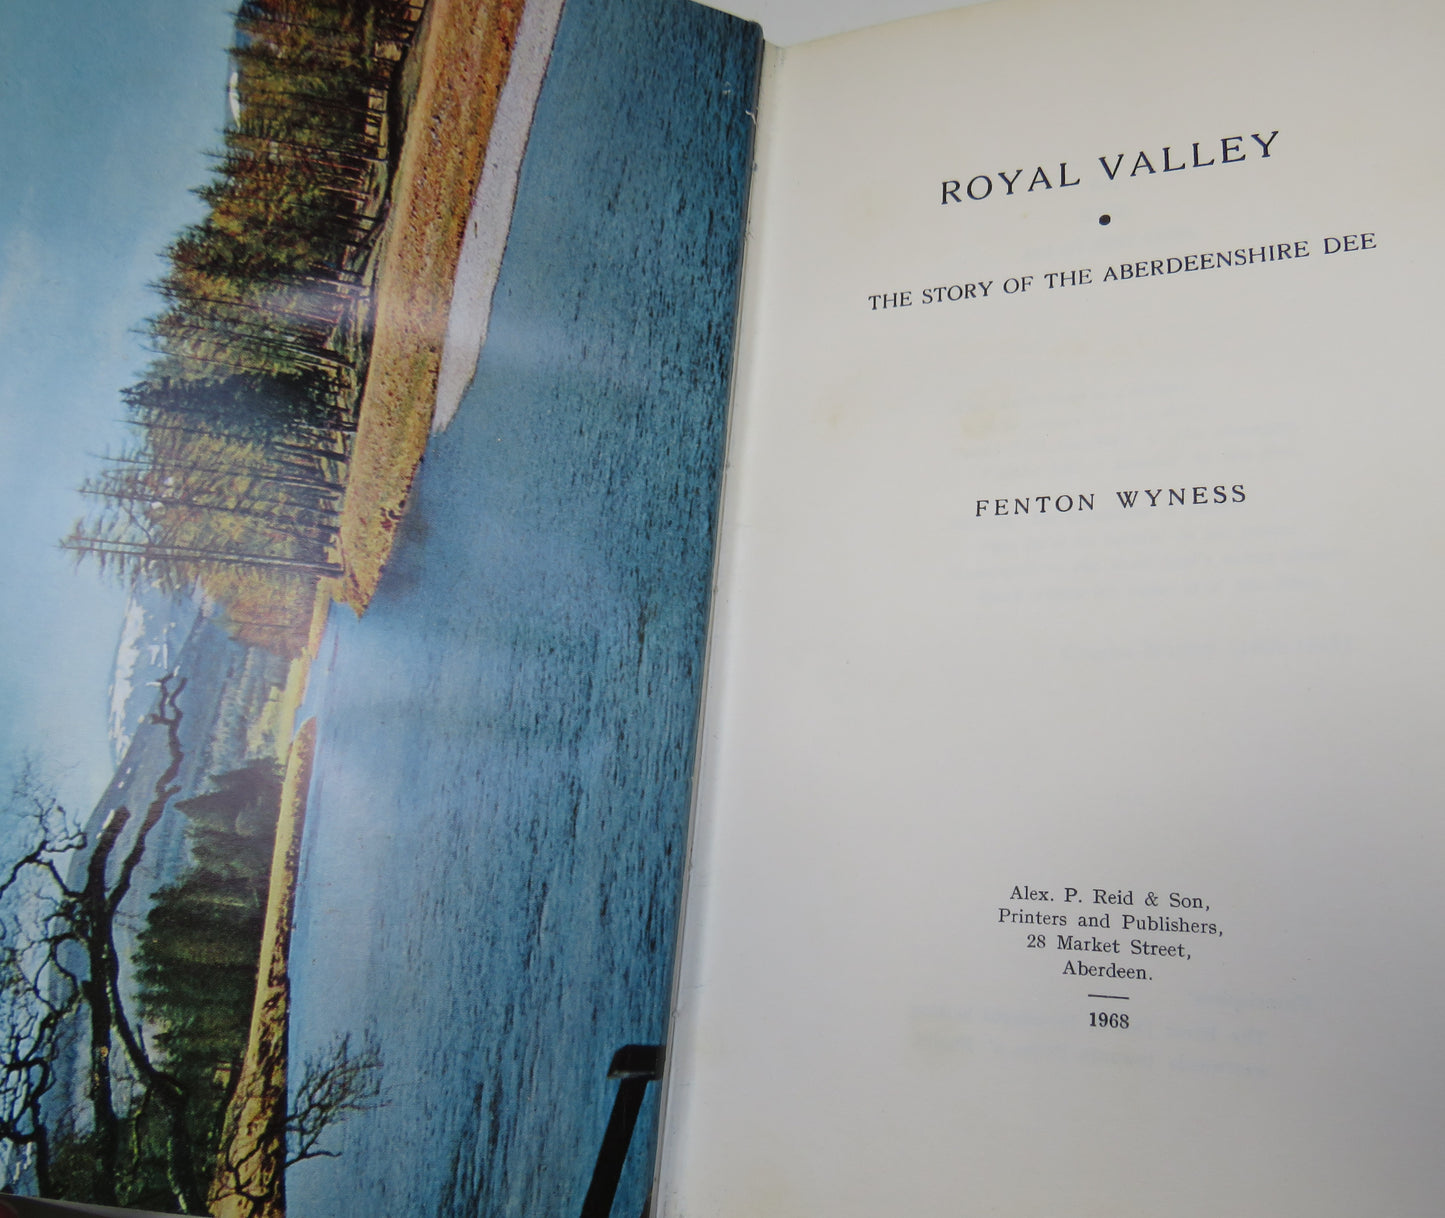 ROYAL VALLEY
•
THE STORY OF THE ABERDEENSHIRE DEE
FENTON WYNESS
Alex. P. Reid & Son,
Printers and Publishers,
28 Market Street,
Aberdeen.
1968